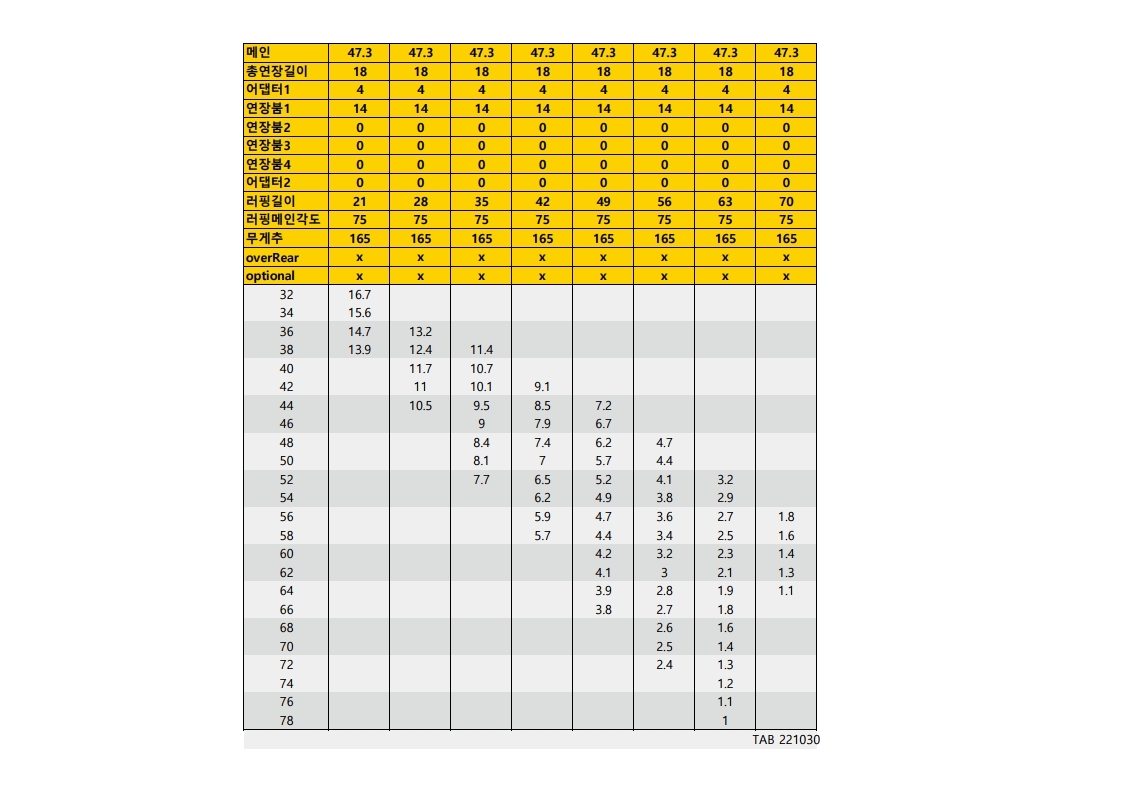 메인 47.3 47.3 47.3 47.3 47.3 47.3 47.3 47.3
총연장길이 18 18 18 18 18 18 18 18
어댑터1 4 4 4 4 4 4 4 4
연장붐1 14 14 14 14 14 14 14 14
연장붐2 0 0 0 0 0 0 0 0
연장붐3 0 0 0 0 0 0 0 0
연장붐4 0 0 0 0 0 0 0 0
어댑터2 0 0 0 0 0 0 0 0
러핑길이 21 28 35 42 49 56 63 70
러핑메인각도 75 75 75 75 75 75 75 75
무게추 165 165 165 165 165 165 165 165
overRear x x x x x x x x
optional x x x x x x x x
32 16.7
34 15.6
36 14.7 13.2
38 13.9 12.4 11.4
40 11.7 10.7
42 11 10.1 9.1
44 10.5 9.5 8.5 7.2
46 9 7.9 6.7
48 8.4 7.4 6.2 4.7
50 8.1 7 5.7 4.4
52 7.7 6.5 5.2 4.1 3.2
54 6.2 4.9 3.8 2.9
56 5.9 4.7 3.6 2.7 1.8
58 5.7 4.4 3.4 2.5 1.6
60 4.2 3.2 2.3 1.4
62 4.1 3 2.1 1.3
64 3.9 2.8 1.9 1.1
66 3.8 2.7 1.8
68 2.6 1.6
70 2.5 1.4
72 2.4 1.3
74 1.2
76 1.1
78 1
TAB 221030